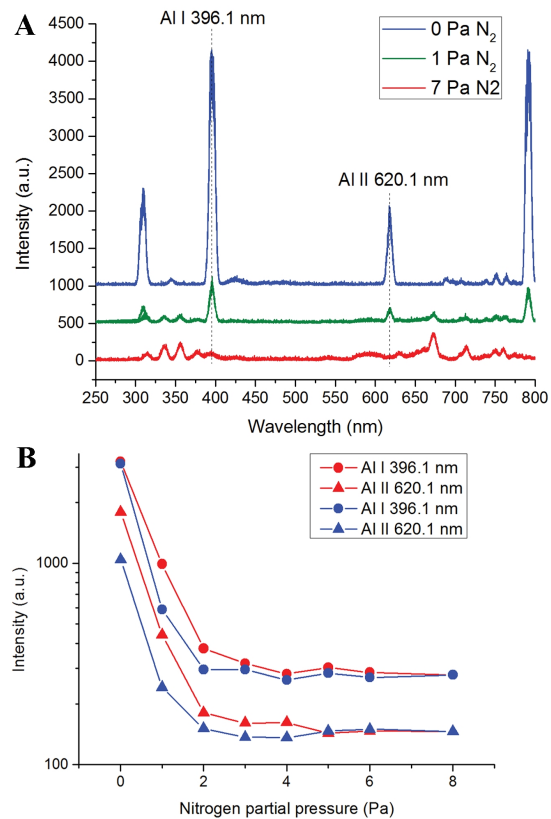 A
Al I 396.1 nm
0 Pa N₂
1 Pa N₂
7 Pa N2
Al II 620.1 nm
Intensity (a.u.)
4500
4000
3500
3000
2500
2000
1500
1000
500
0
250 300 350 400 450 500 550 600 650 700 750 800
Wavelength (nm)
B
Al I 396.1 nm
Al II 620.1 nm
Al I 396.1 nm
Al II 620.1 nm
Intensity (a.u.)
1000
100
0 1 2 3 4 5 6 8
Nitrogen partial pressure (Pa)